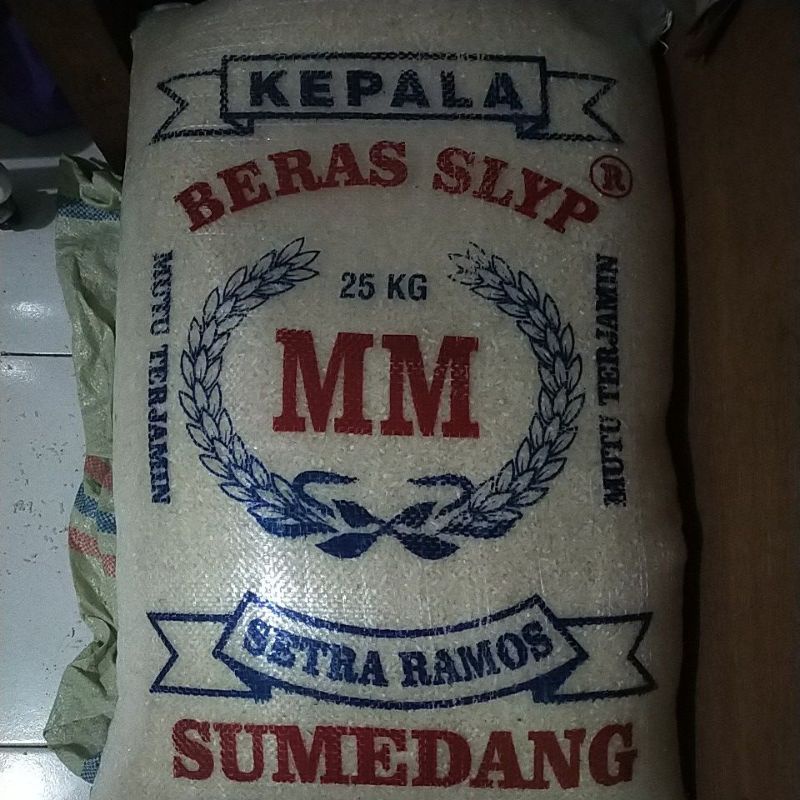 KEPALA
BERAS SLYP ®
25 KG
MM
MUTU TERJAMIN
MUTU TERJAMIN
SETRA RAMOS
SUMEDANG